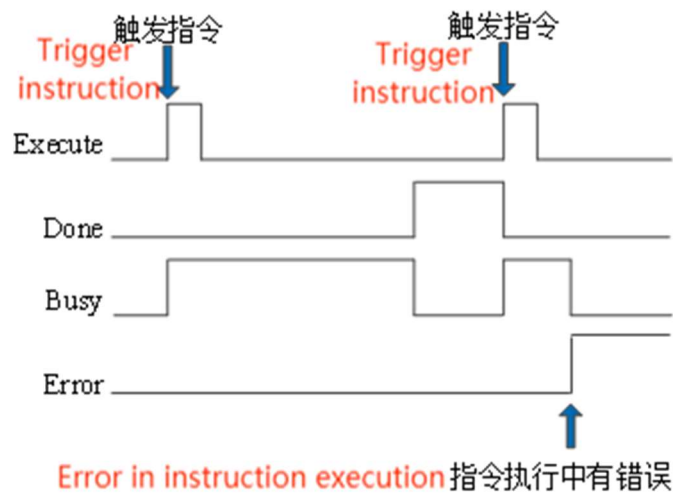 触发指令
Trigger
instruction
触发指令
Trigger
instruction
Execute
Done
Busy
Error
Error in instruction execution 指令执行中有错误